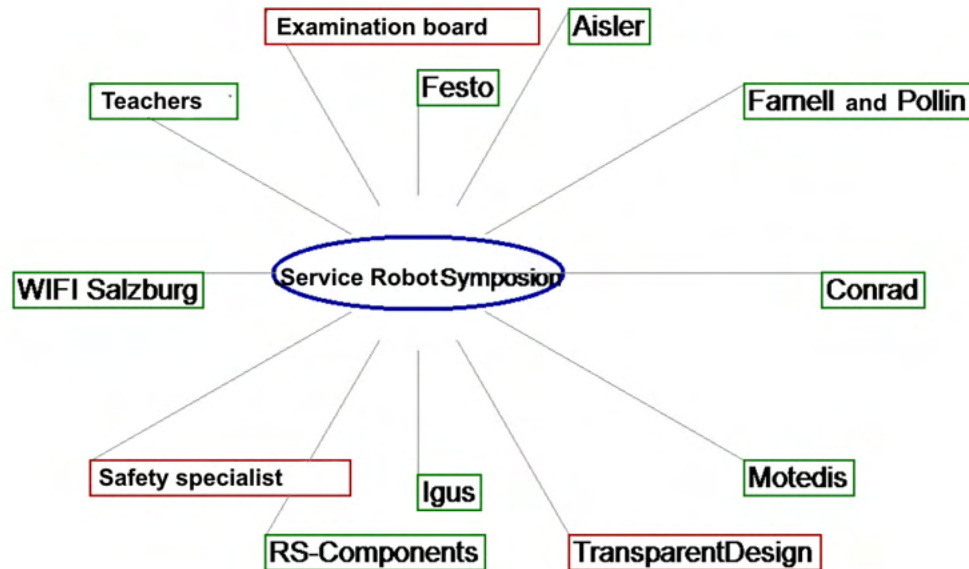 Examination board
Aisler
Festo
Teachers
Farnell and Pollin
Service Robot Symposion
WIFI Salzburg
Conrad
Safety specialist
Igus
Motedis
RS-Components
TransparentDesign